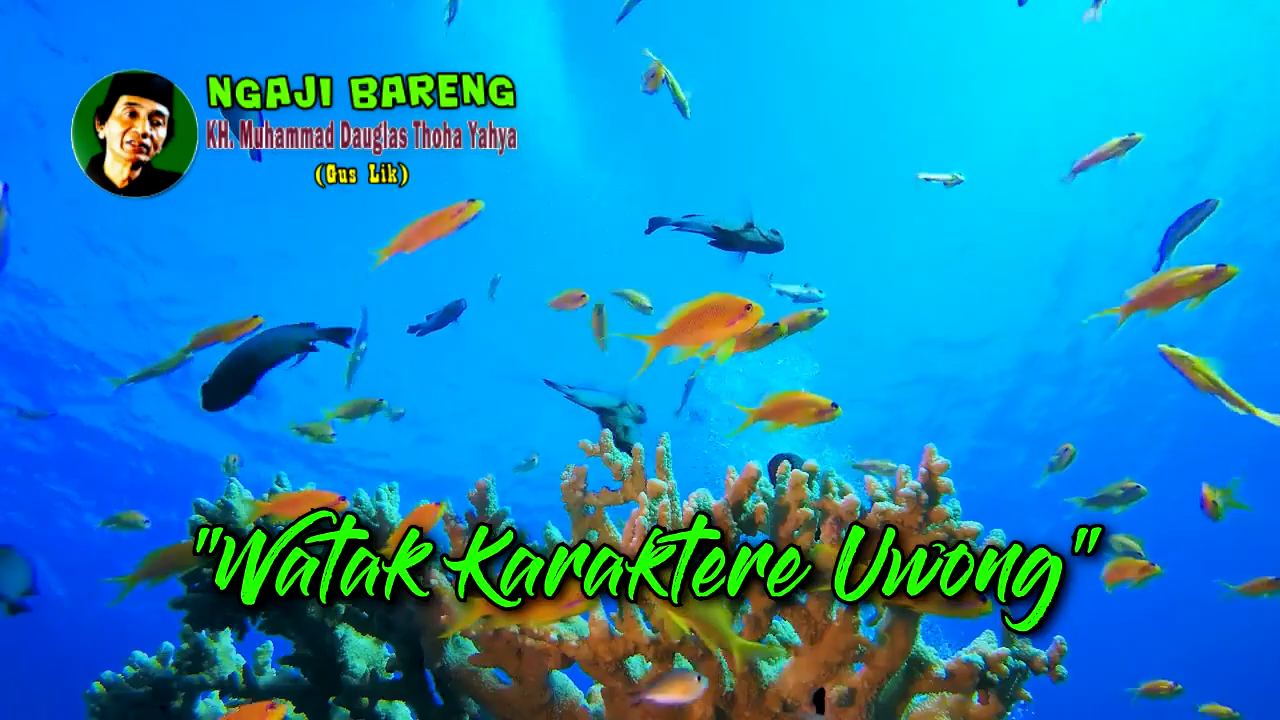 NGAJI BARENG
KH. Muhammad Dauglas Thoha Yahya
(Gus Lik)
"Watak Karaktere Uwong"